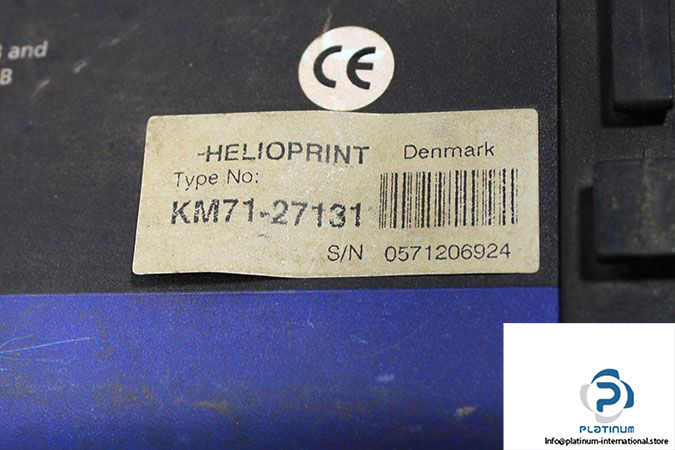 and
B
CE
-HELIOPRINT Denmark
Type No:
KM71-27131
S/N 0571206924
PLATINUM
Info@platinum-international.store